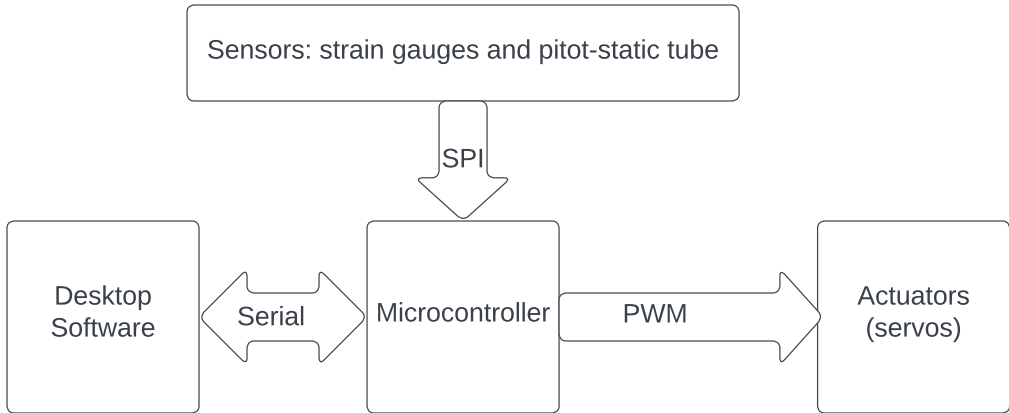 Sensors: strain gauges and pitot-static tube
SPI
Desktop
Software
Serial
Microcontroller
PWM
Actuators
(servos)